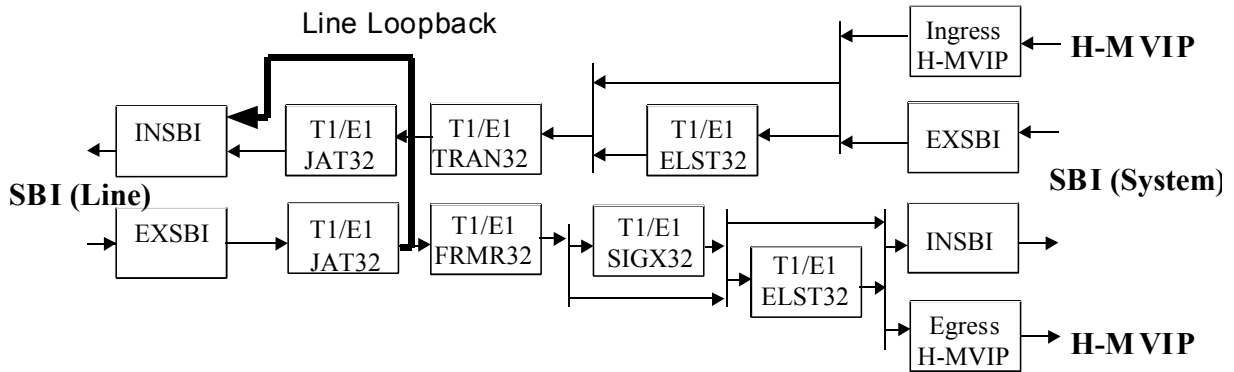 Line Loopback
Ingress
H-MVIP
H-MVIP
INSBI
T1/E1
JAT32
T1/E1
TRAN32
T1/E1
ELST32
EXSBI
SBI (Line)
SBI (System)
EXSBI
T1/E1
JAT32
T1/E1
FRMR32
T1/E1
SIGX32
T1/E1
ELST32
INSBI
Egress
H-MVIP
H-MVIP